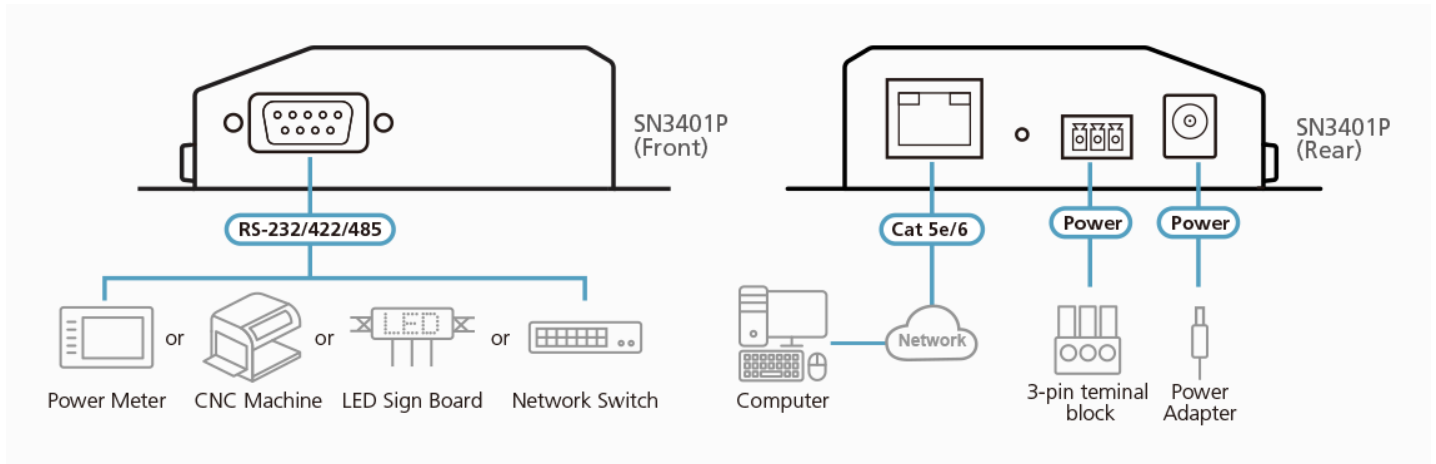 SN3401P
(Front)
RS-232/422/485
or
or
LED
or
Power Meter
CNC Machine
LED Sign Board
Network Switch
SN3401P
(Rear)
Cat 5e/6
Power
Power
Network
Computer
3-pin teminal
block
Power
Adapter